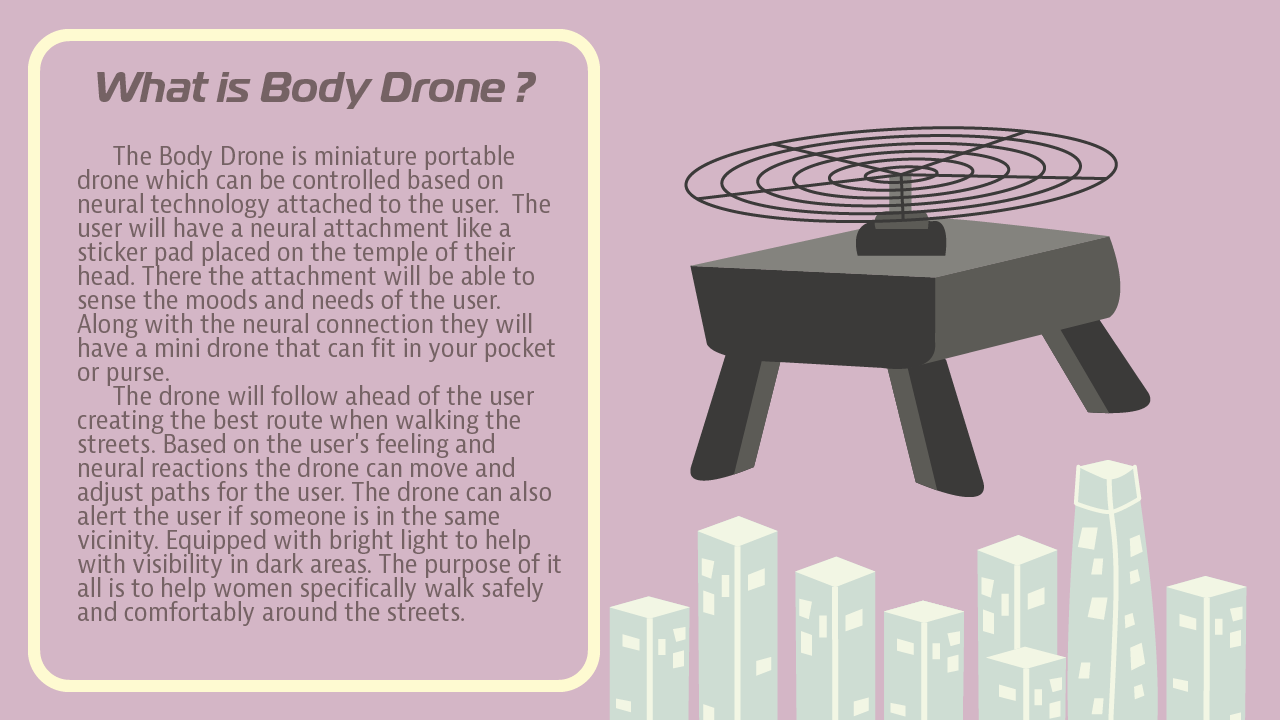 What is Body Drone ?
The Body Drone is miniature portable
drone which can be controlled based on
neural technology attached to the user.  The
user will have a neural attachment like a
sticker pad placed on the temple of their
head. There the attachment will be able to
sense the moods and needs of the user.
Along with the neural connection they will
have a mini drone that can fit in your pocket
or purse.
The drone will follow ahead of the user
creating the best route when walking the
streets. Based on the user's feeling and
neural reactions the drone can move and
adjust paths for the user. The drone can also
alert the user if someone is in the same
vicinity. Equipped with bright light to help
with visibility in dark areas. The purpose of it
all is to help women specifically walk safely
and comfortably around the streets.